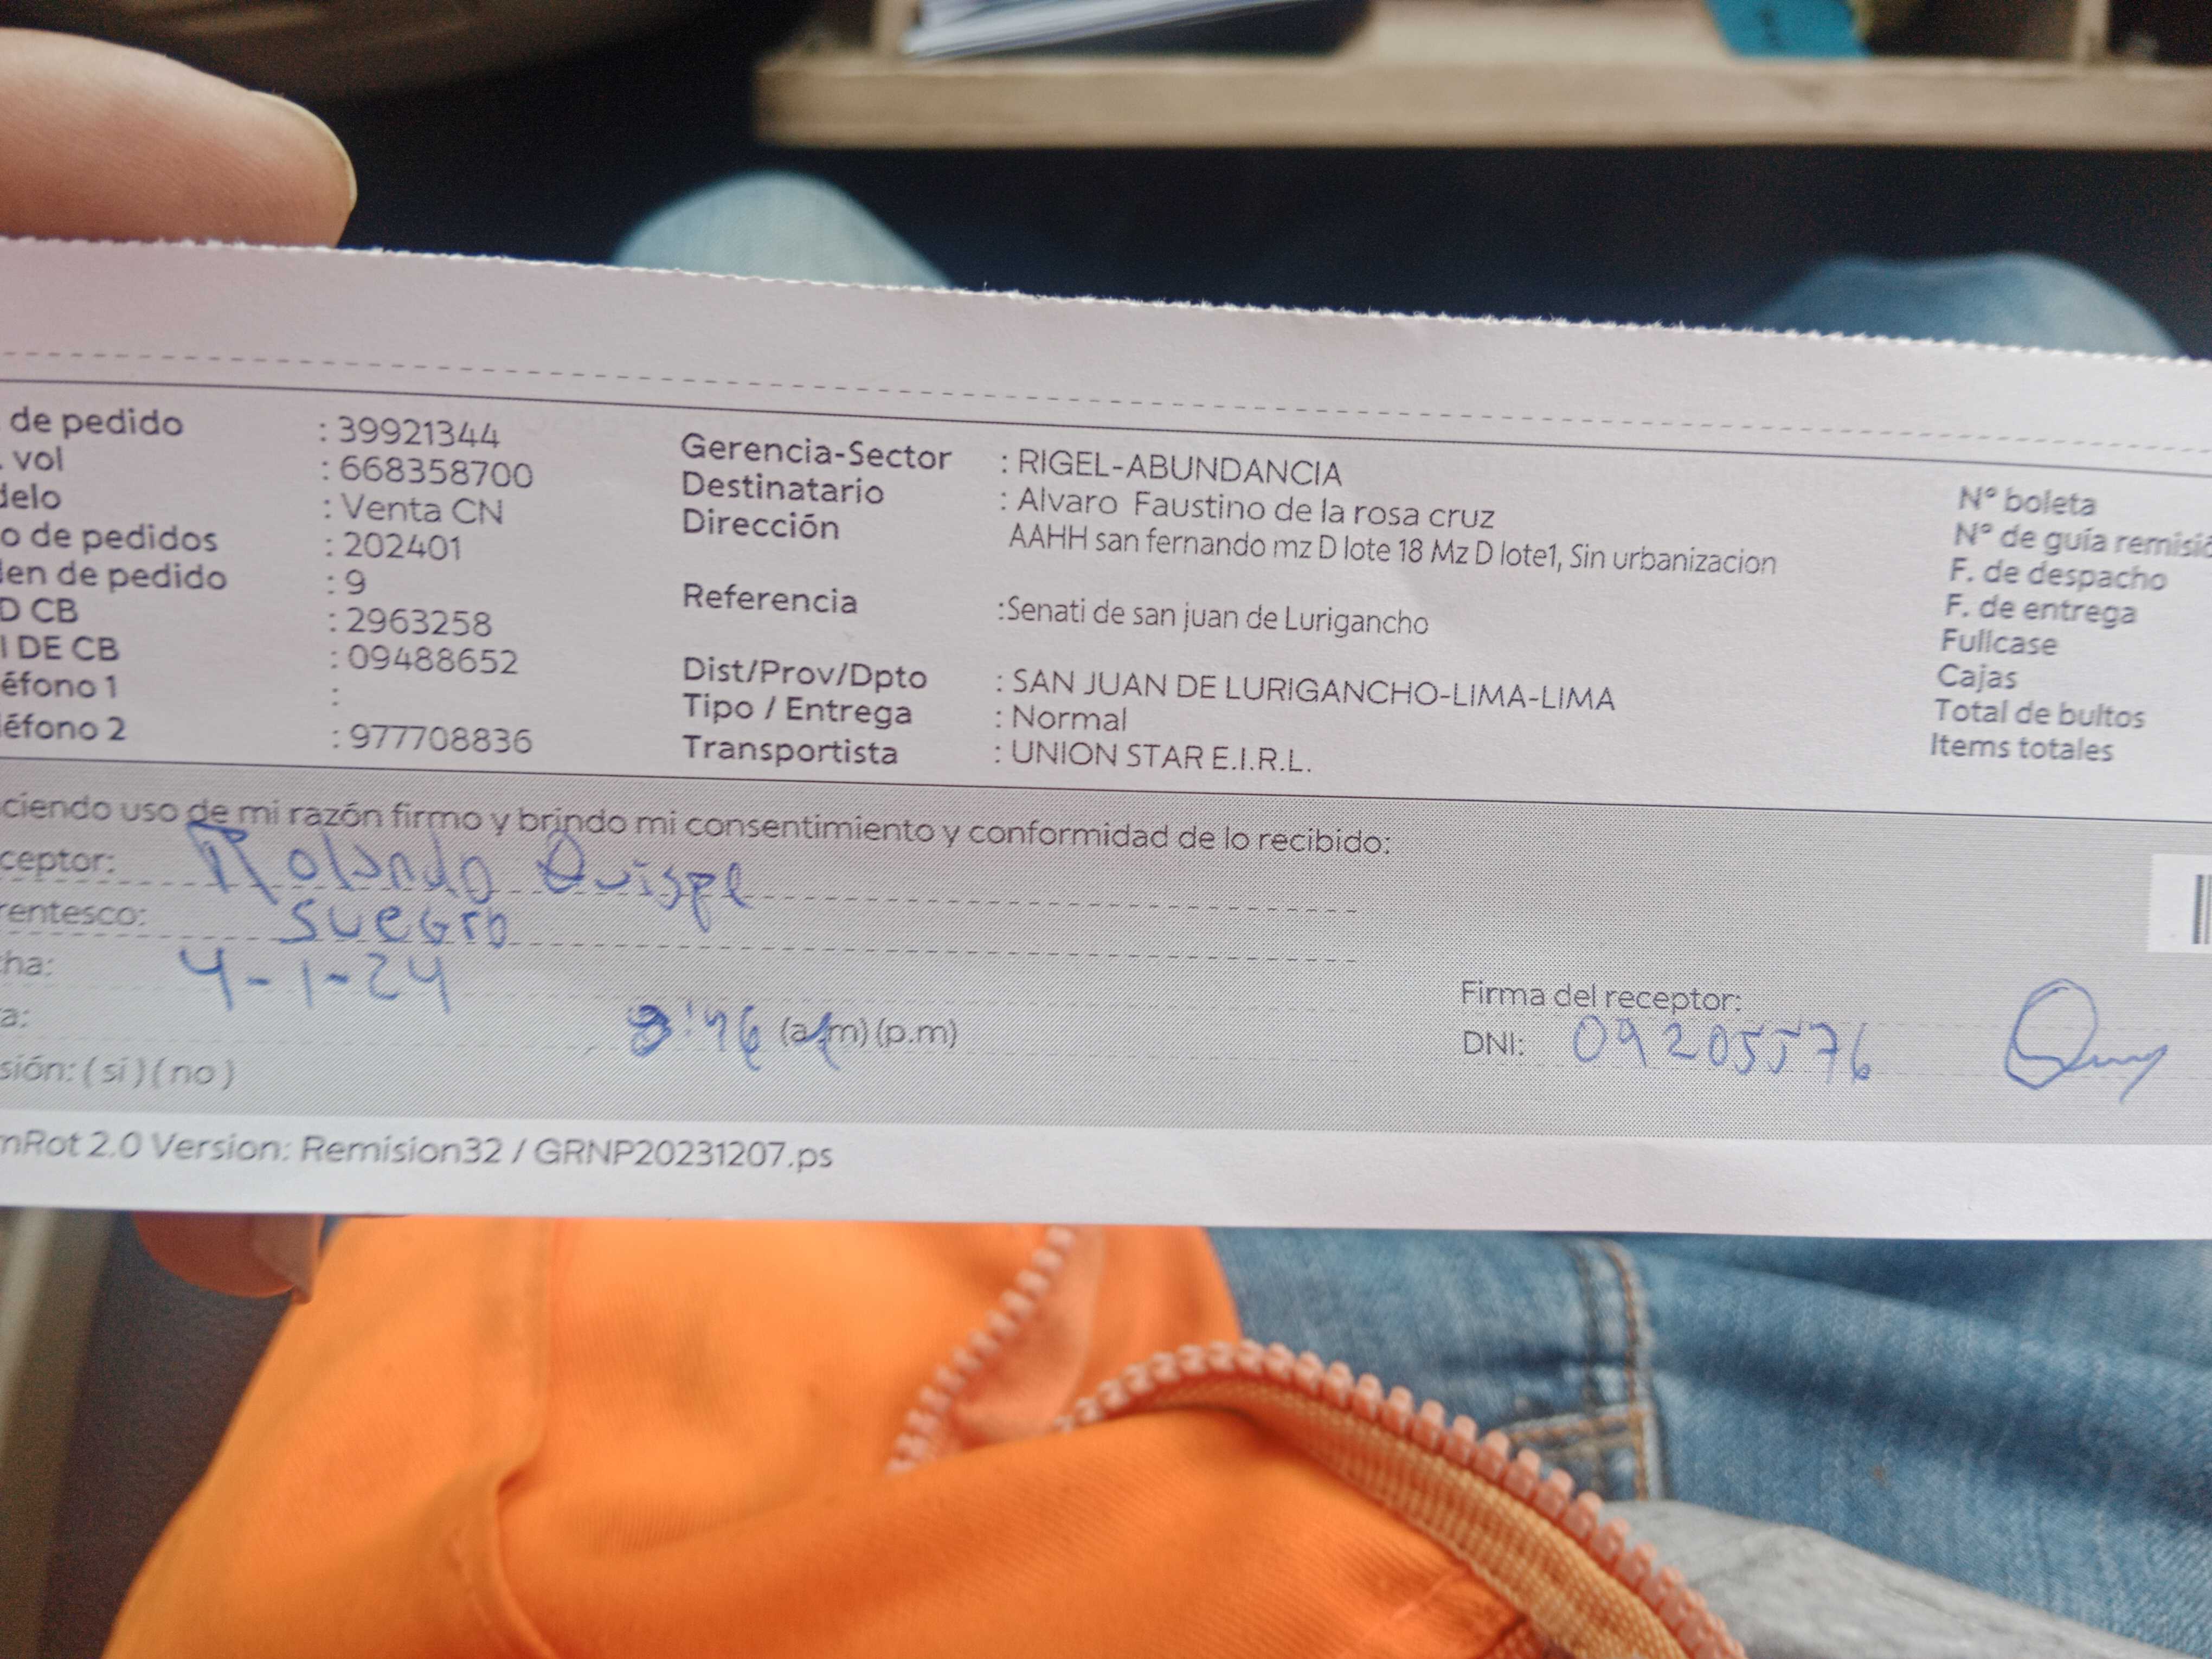 de pedido : 39921344
. vol : 668358700
delo : Venta CN
o de pedidos : 202401
den de pedido : 9
D CB : 2963258
I DE CB : 09488652
éfono 1 :
éfono 2 : 977708836
Gerencia-Sector : RIGEL-ABUNDANCIA
Destinatario : Alvaro Faustino de la rosa cruz
Dirección AAHH san fernando mz D lote 18 Mz D lote1, Sin urbanizacion
Referencia :Senati de san juan de Lurigancho
Dist/Prov/Dpto : SAN JUAN DE LURIGANCHO-LIMA-LIMA
Tipo / Entrega : Normal
Transportista : UNION STAR E.I.R.L.
N° boleta
N° de guía remisió
F. de despacho
F. de entrega
Fullcase
Cajas
Total de bultos
Items totales
ciendo uso de mi razón firmo y brindo mi consentimiento y conformidad de lo recibido:
ceptor: Rolando Quispe
rentesco: SUEGro
ha: 4-1-24
a: (a.m) (p.m)
sión: ( si ) ( no )
Firma del receptor:
DNI: 09205576
mRot 2.0 Version: Remision32 / GRNP20231207.ps